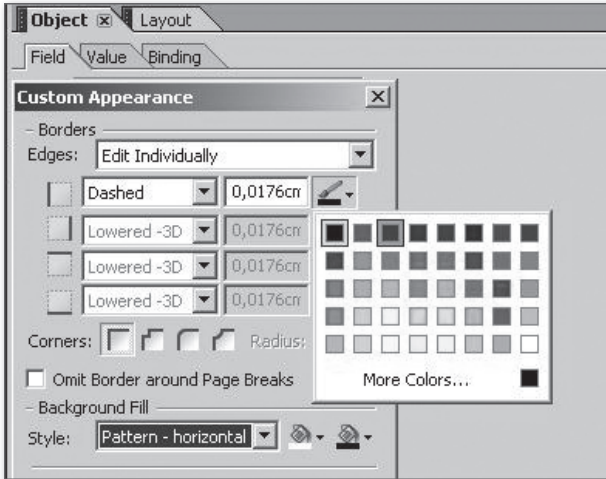 Object Layout
Field Value Binding
Custom Appearance
Borders
Edges: Edit Individually
Dashed 0,0176cm
Lowered -3D 0,0176cm
Lowered -3D 0,0176cm
Lowered -3D 0,0176cm
Corners: Radius:
Omit Border around Page Breaks
More Colors...
Background Fill
Style: Pattern - horizontal